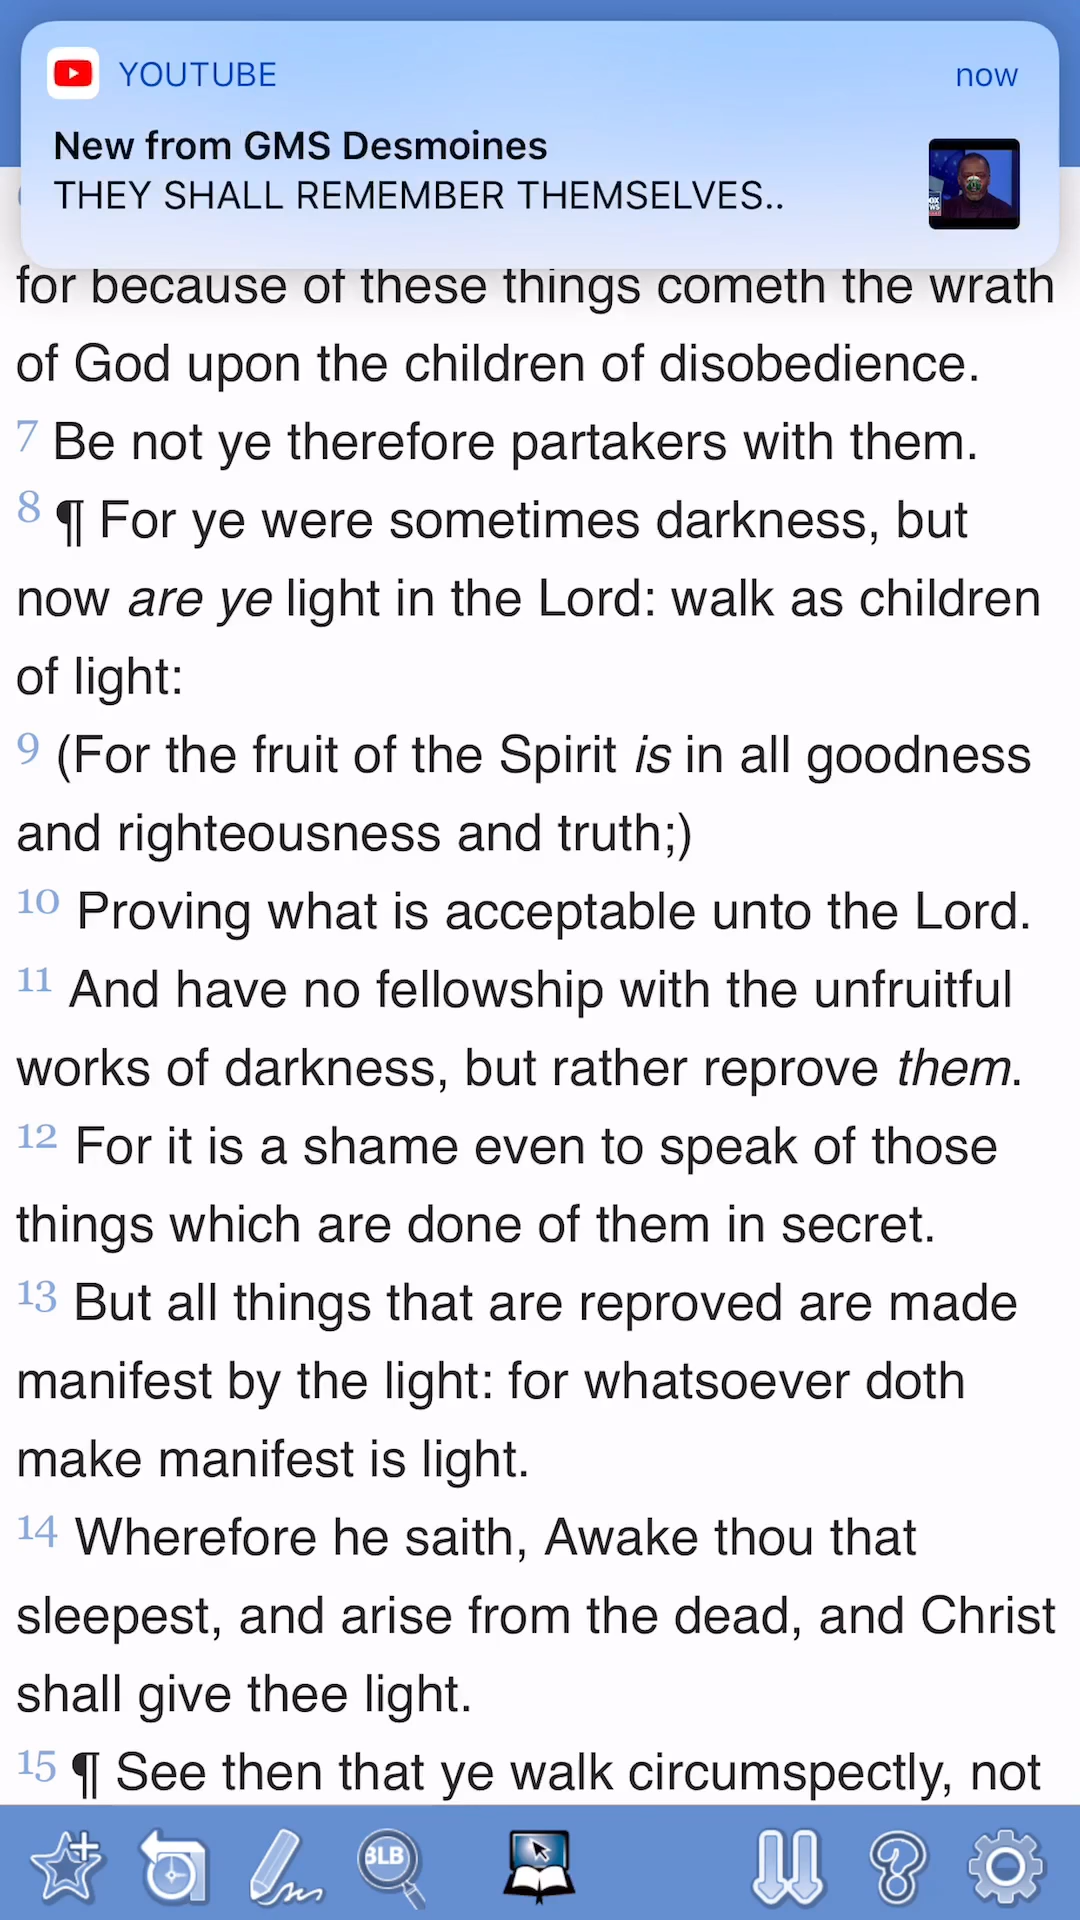 YOUTUBE
now
New from GMS Desmoines
THEY SHALL REMEMBER THEMSELVES..
for because of these things cometh the wrath
of God upon the children of disobedience.
7 Be not ye therefore partakers with them.
8 ¶ For ye were sometimes darkness, but
now are ye light in the Lord: walk as children
of light:
9 (For the fruit of the Spirit is in all goodness
and righteousness and truth;)
10 Proving what is acceptable unto the Lord.
11 And have no fellowship with the unfruitful
works of darkness, but rather reprove them.
12 For it is a shame even to speak of those
things which are done of them in secret.
13 But all things that are reproved are made
manifest by the light: for whatsoever doth
make manifest is light.
14 Wherefore he saith, Awake thou that
sleepest, and arise from the dead, and Christ
shall give thee light.
15 ¶ See then that ye walk circumspectly, not
BLB